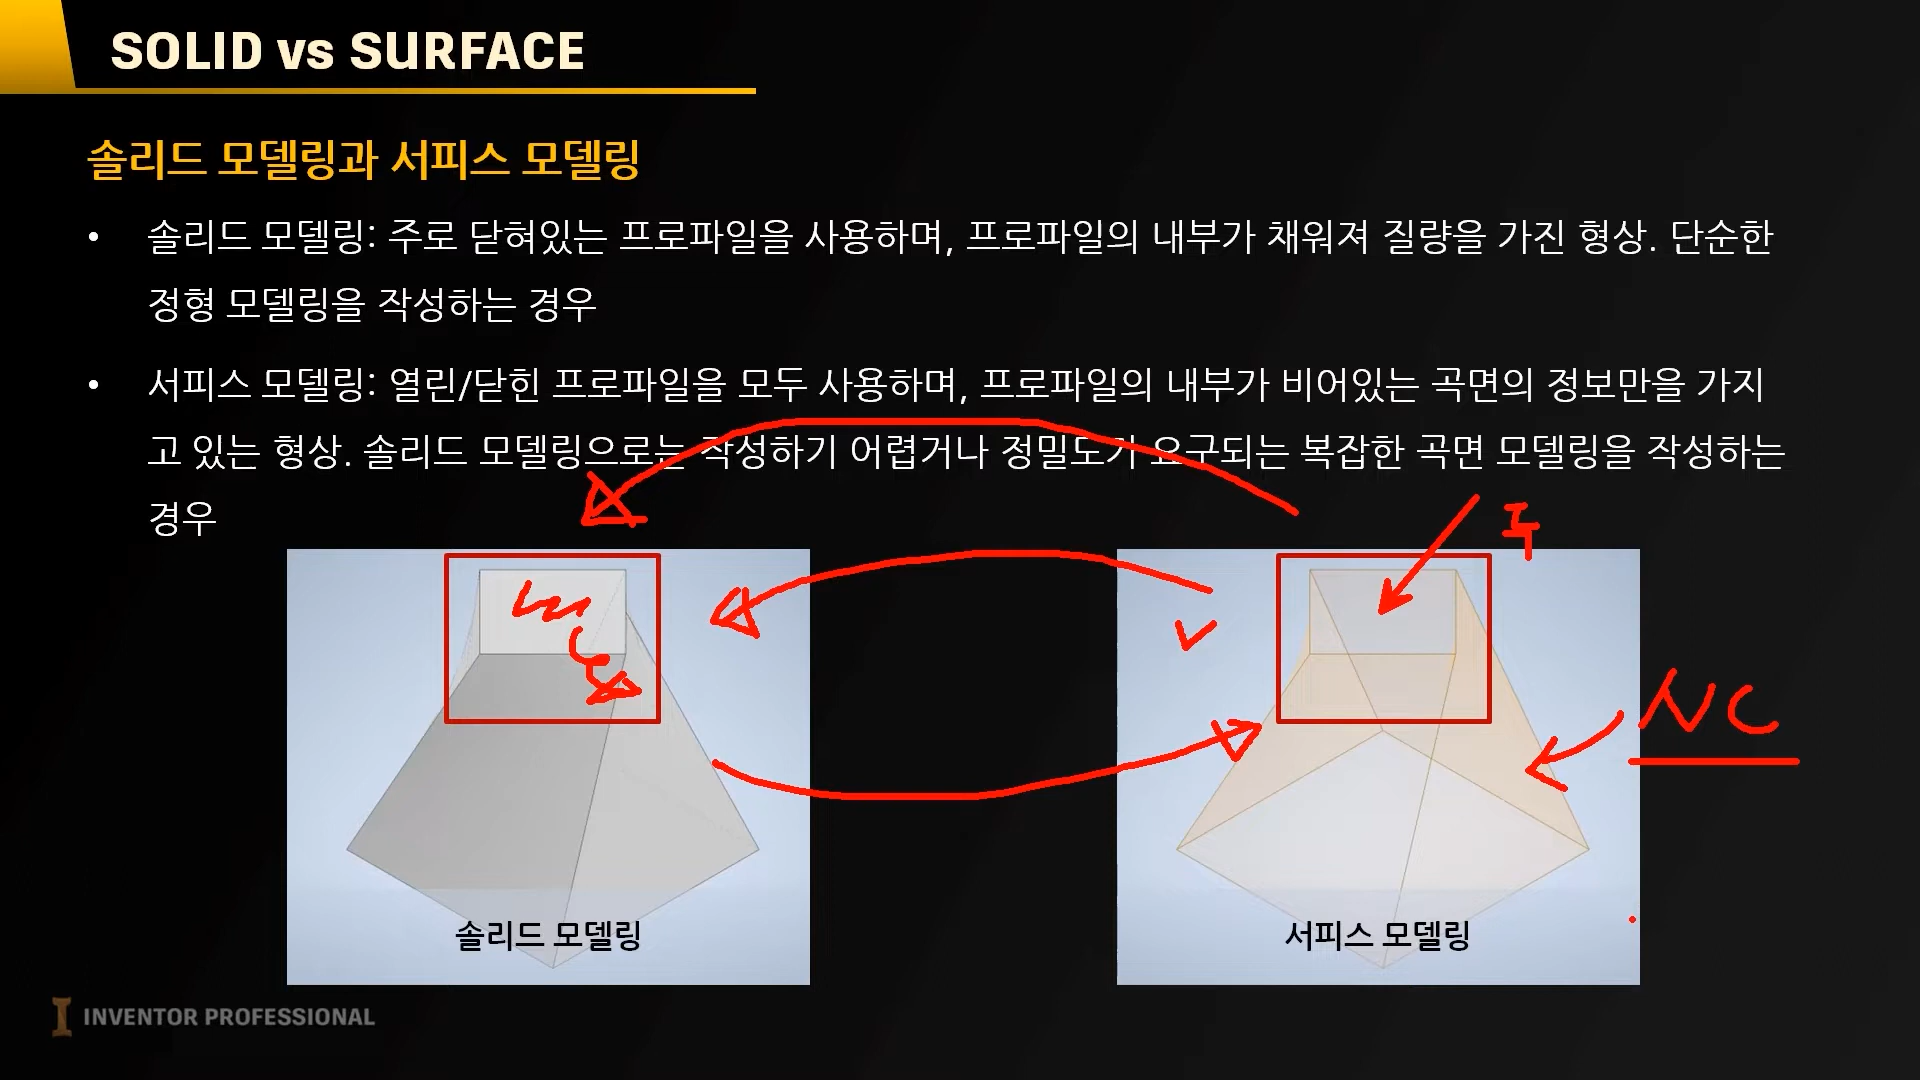 SOLID vs SURFACE
솔리드 모델링과 서피스 모델링
• 솔리드 모델링: 주로 닫혀있는 프로파일을 사용하며, 프로파일의 내부가 채워져 질량을 가진 형상. 단순한
정형 모델링을 작성하는 경우
• 서피스 모델링: 열린/닫힌 프로파일을 모두 사용하며, 프로파일의 내부가 비어있는 곡면의 정보만을 가지
고 있는 형상. 솔리드 모델링으로는 작성하기 어렵거나 정밀도가 요구되는 복잡한 곡면 모델링을 작성하는
경우
NC
솔리드 모델링
서피스 모델링
INVENTOR PROFESSIONAL